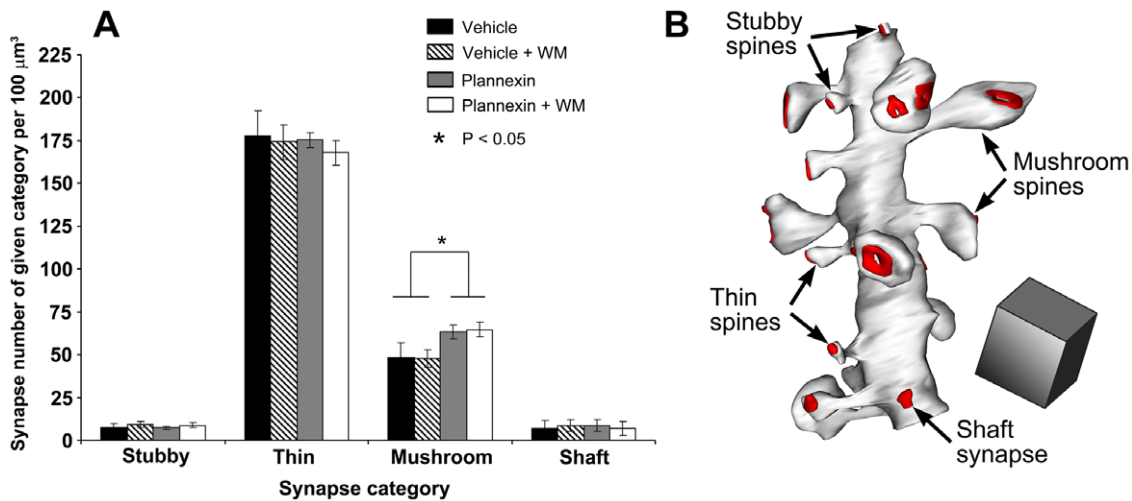 A
Synapse number of given category per 100 μm³
225
200
175
150
125
100
75
50
25
0
Vehicle
Vehicle + WM
Plannexin
Plannexin + WM
* P < 0.05
*
Stubby Thin Mushroom Shaft
Synapse category
B
Stubby
spines
Mushroom
spines
Thin
spines
Shaft
synapse